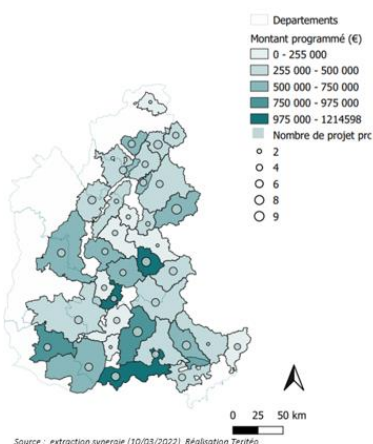 Departements
Montant programmé (€)
0 - 255 000
255 000 - 500 000
500 000 - 750 000
750 000 - 975 000
975 000 - 1214598
Nombre de projet prc
2
4
6
8
9
0 25 50 km
Source : extraction synergie (10/03/2022) Réalisation Teritéo